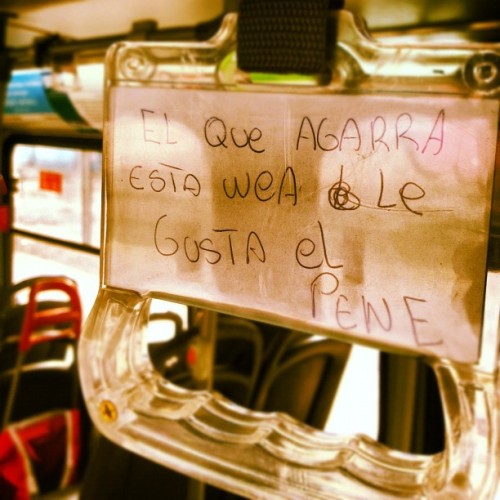 EL QUe AGARRA
ESTA WeA Le
GUSTA el
PENE